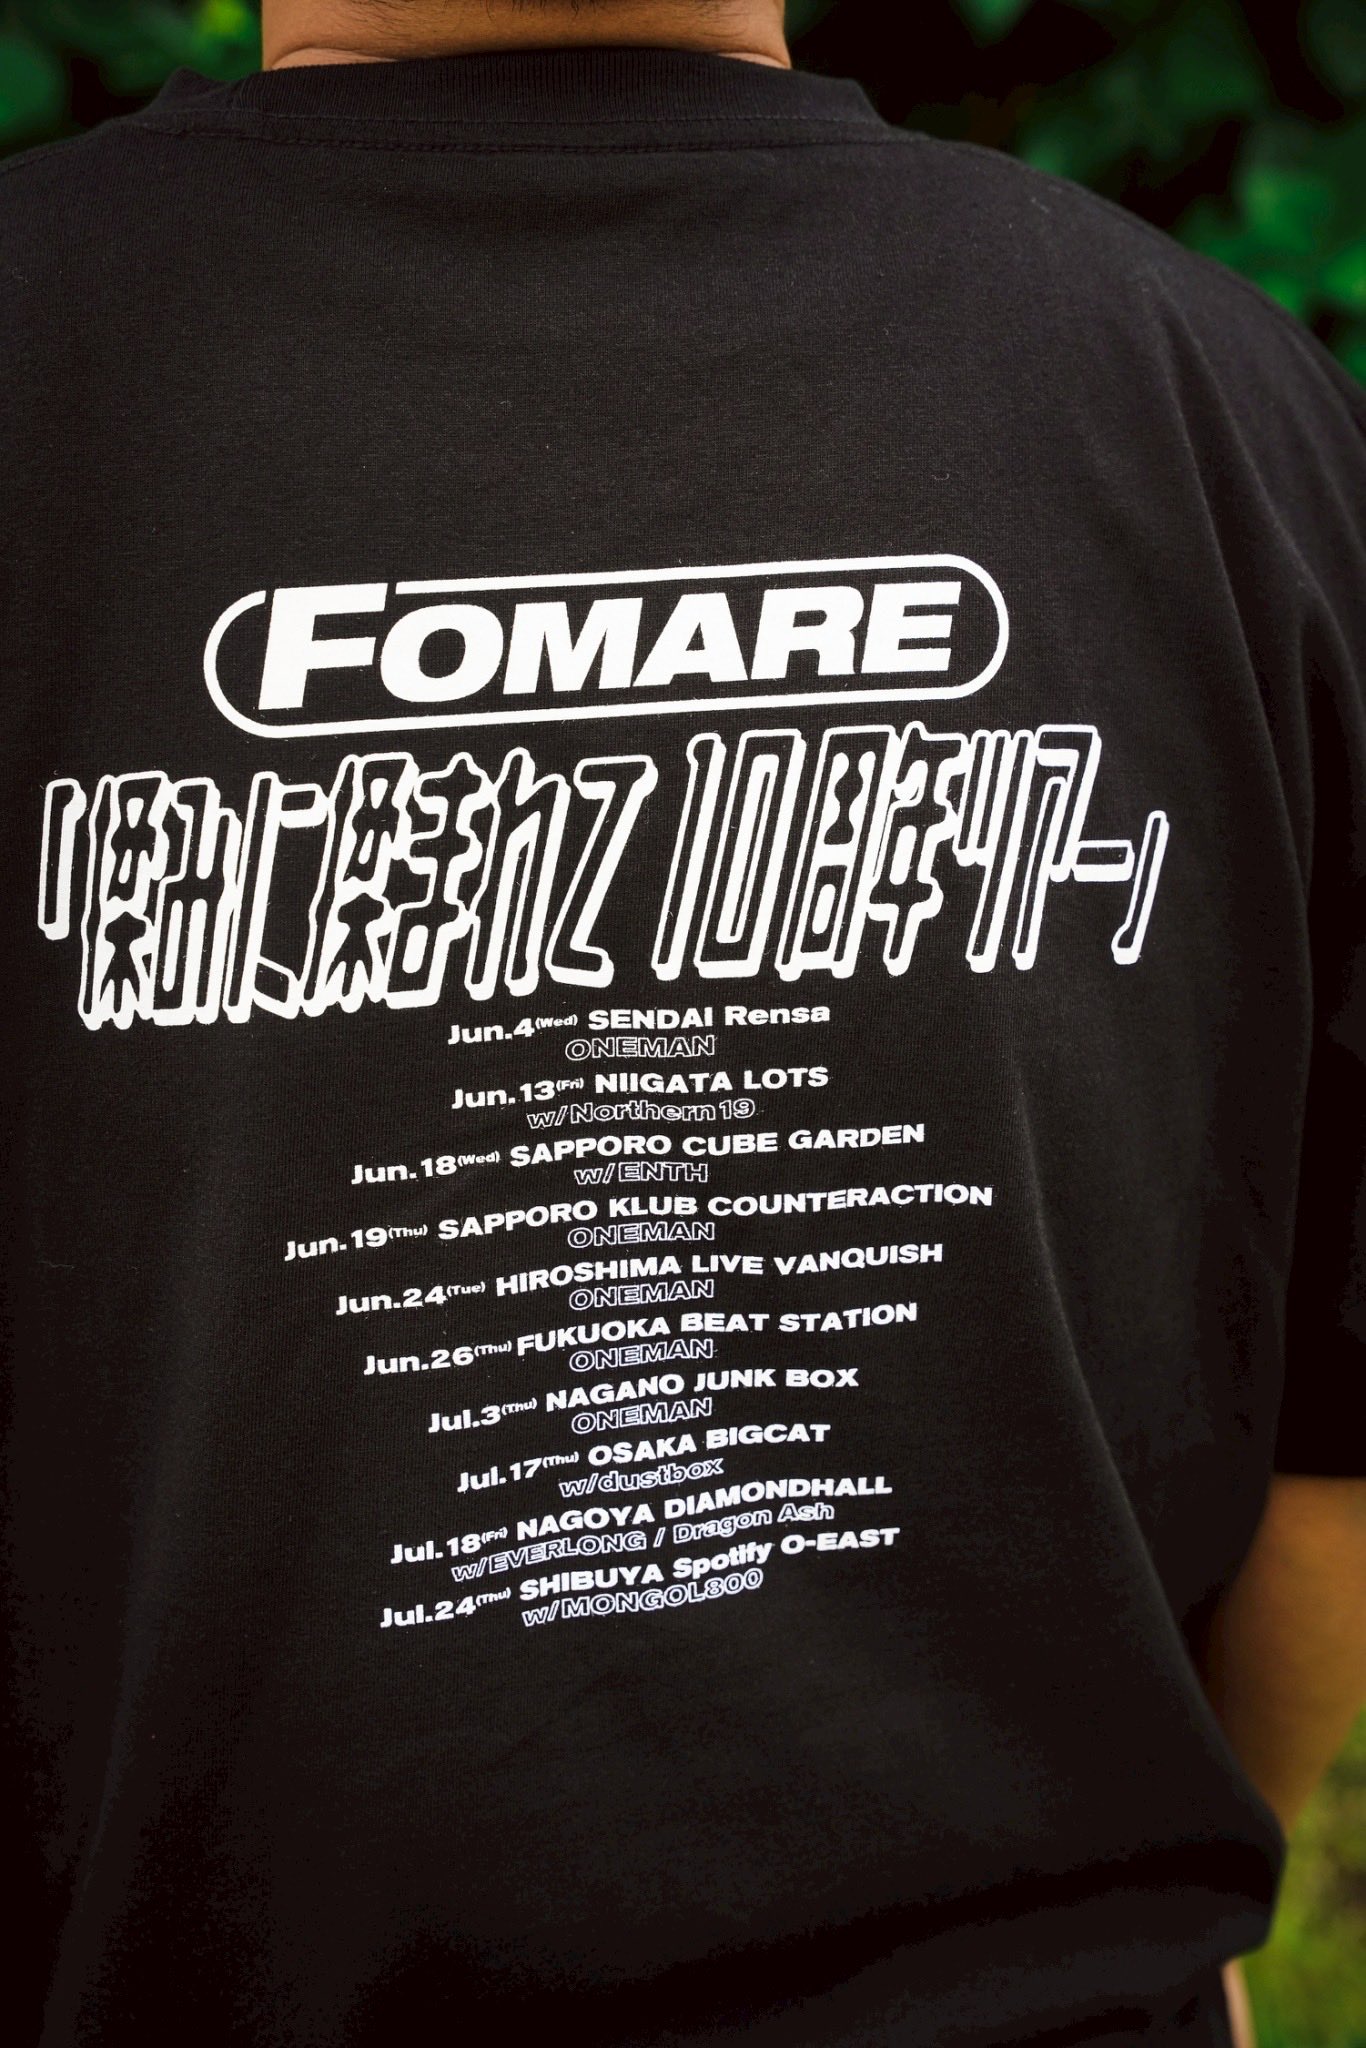 FOMARE
「揉みに揉まれて 10周年ツアー」
Jun.4(Wed) SENDAI Rensa
ONEMAN
Jun.13(Fri) NIIGATA LOTS
w/Northern19
Jun.18(Wed) SAPPORO CUBE GARDEN
w/ENTH
Jun.19(Thu) SAPPORO KLUB COUNTERACTION
ONEMAN
Jun.24(Tue) HIROSHIMA LIVE VANQUISH
ONEMAN
Jun.26(Thu) FUKUOKA BEAT STATION
ONEMAN
Jul.3(Thu) NAGANO JUNK BOX
ONEMAN
Jul.17(Thu) OSAKA BIGCAT
w/dustbox
Jul.18(Fri) NAGOYA DIAMONDHALL
w/EVERLONG / Dragon Ash
Jul.24(Thu) SHIBUYA Spotify O-EAST
w/MONGOL800